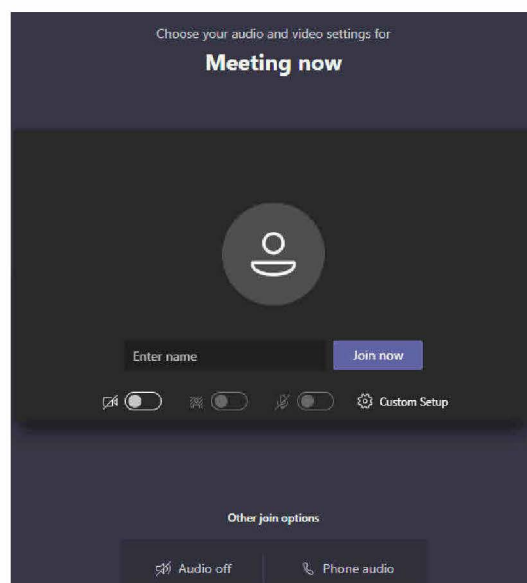 Choose your audio and video settings for
Meeting now
Enter name
Join now
Custom Setup
Other join options
Audio off
Phone audio